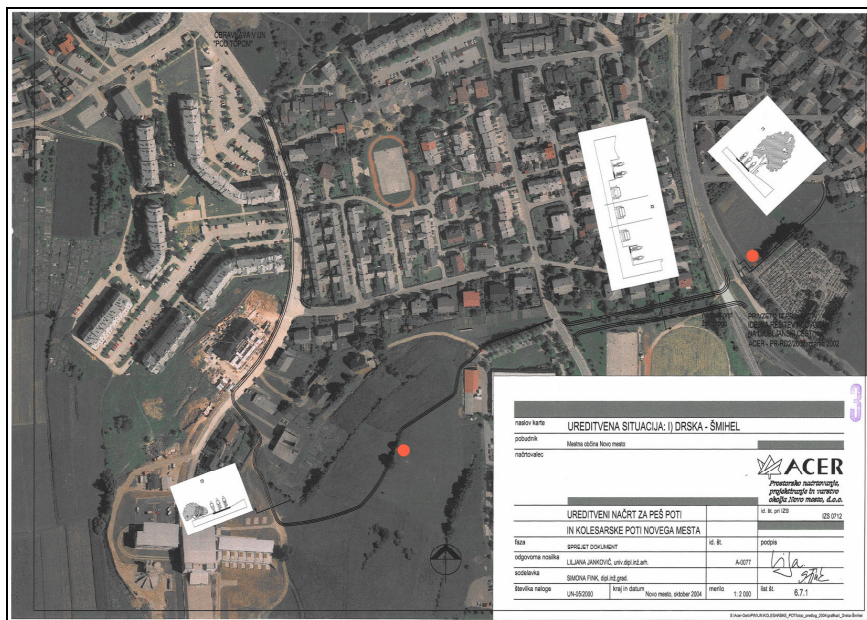 OBRAVLAVA V UN
"POD TOPOM"
3
naslov karte UREDITVENA SITUACIJA: I) DRSKA - ŠMIHEL
pobudnik Mestna občina Novo mesto
načrtovalec
ACER
Prostorsko načrtovanje,
projektiranje in varstvo
okolja Novo mesto, d.o.o.
UREDITVENI NAČRT ZA PEŠ POTI id. št. pri IZS IZS 0712
IN KOLESARSKE POTI NOVEGA MESTA
faza SPREJET DOKUMENT id. št. podpis
odgovorna nosilka LILJANA JANKOVIČ, univ.dipl.inž.arh. A-0077
sodelavka SIMONA FINK, dipl.inž.grad.
številka naloge UN-05/2000 kraj in datum Novo mesto, oktober 2004 merilo 1: 2 000 list št. 6.7.1